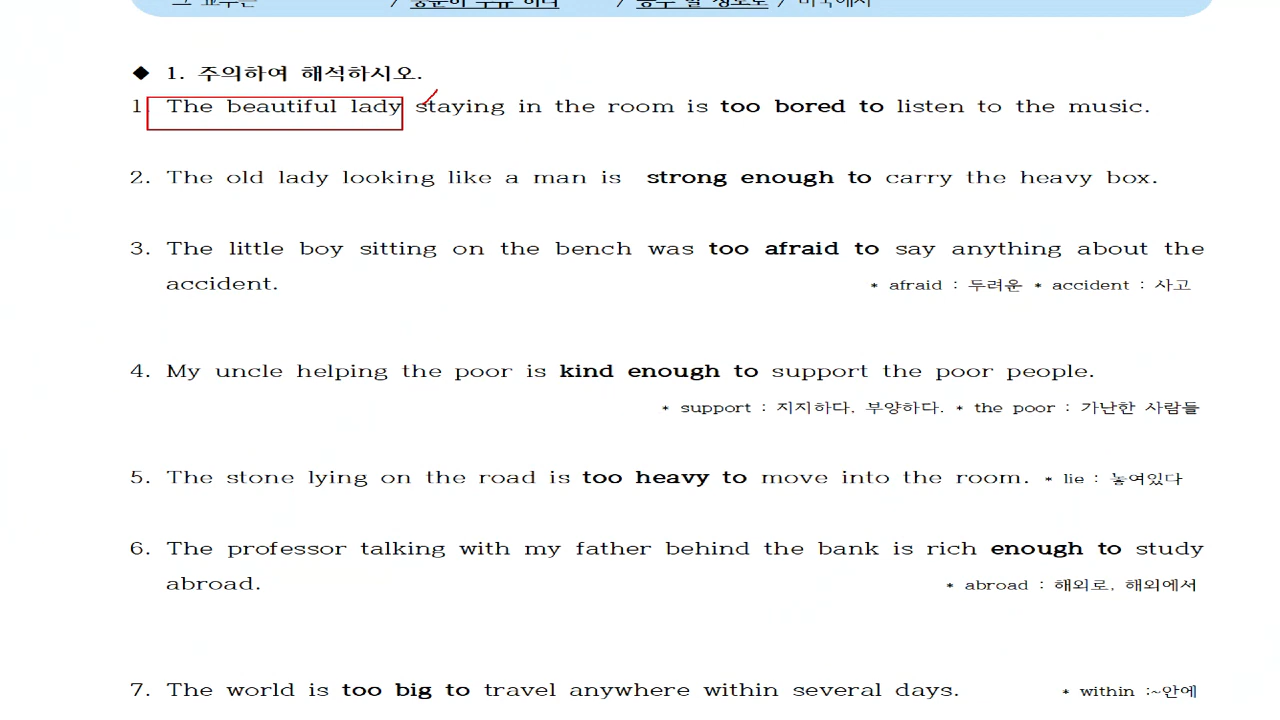 ◆ 1. 주의하여 해석하시오.
1. The beautiful lady staying in the room is too bored to listen to the music.
2. The old lady looking like a man is strong enough to carry the heavy box.
3. The little boy sitting on the bench was too afraid to say anything about the
accident. * afraid : 두려운 * accident : 사고
4. My uncle helping the poor is kind enough to support the poor people.
* support : 지지하다, 부양하다. * the poor : 가난한 사람들
5. The stone lying on the road is too heavy to move into the room. * lie : 놓여있다
6. The professor talking with my father behind the bank is rich enough to study
abroad. * abroad : 해외로, 해외에서
7. The world is too big to travel anywhere within several days. * within :~안에